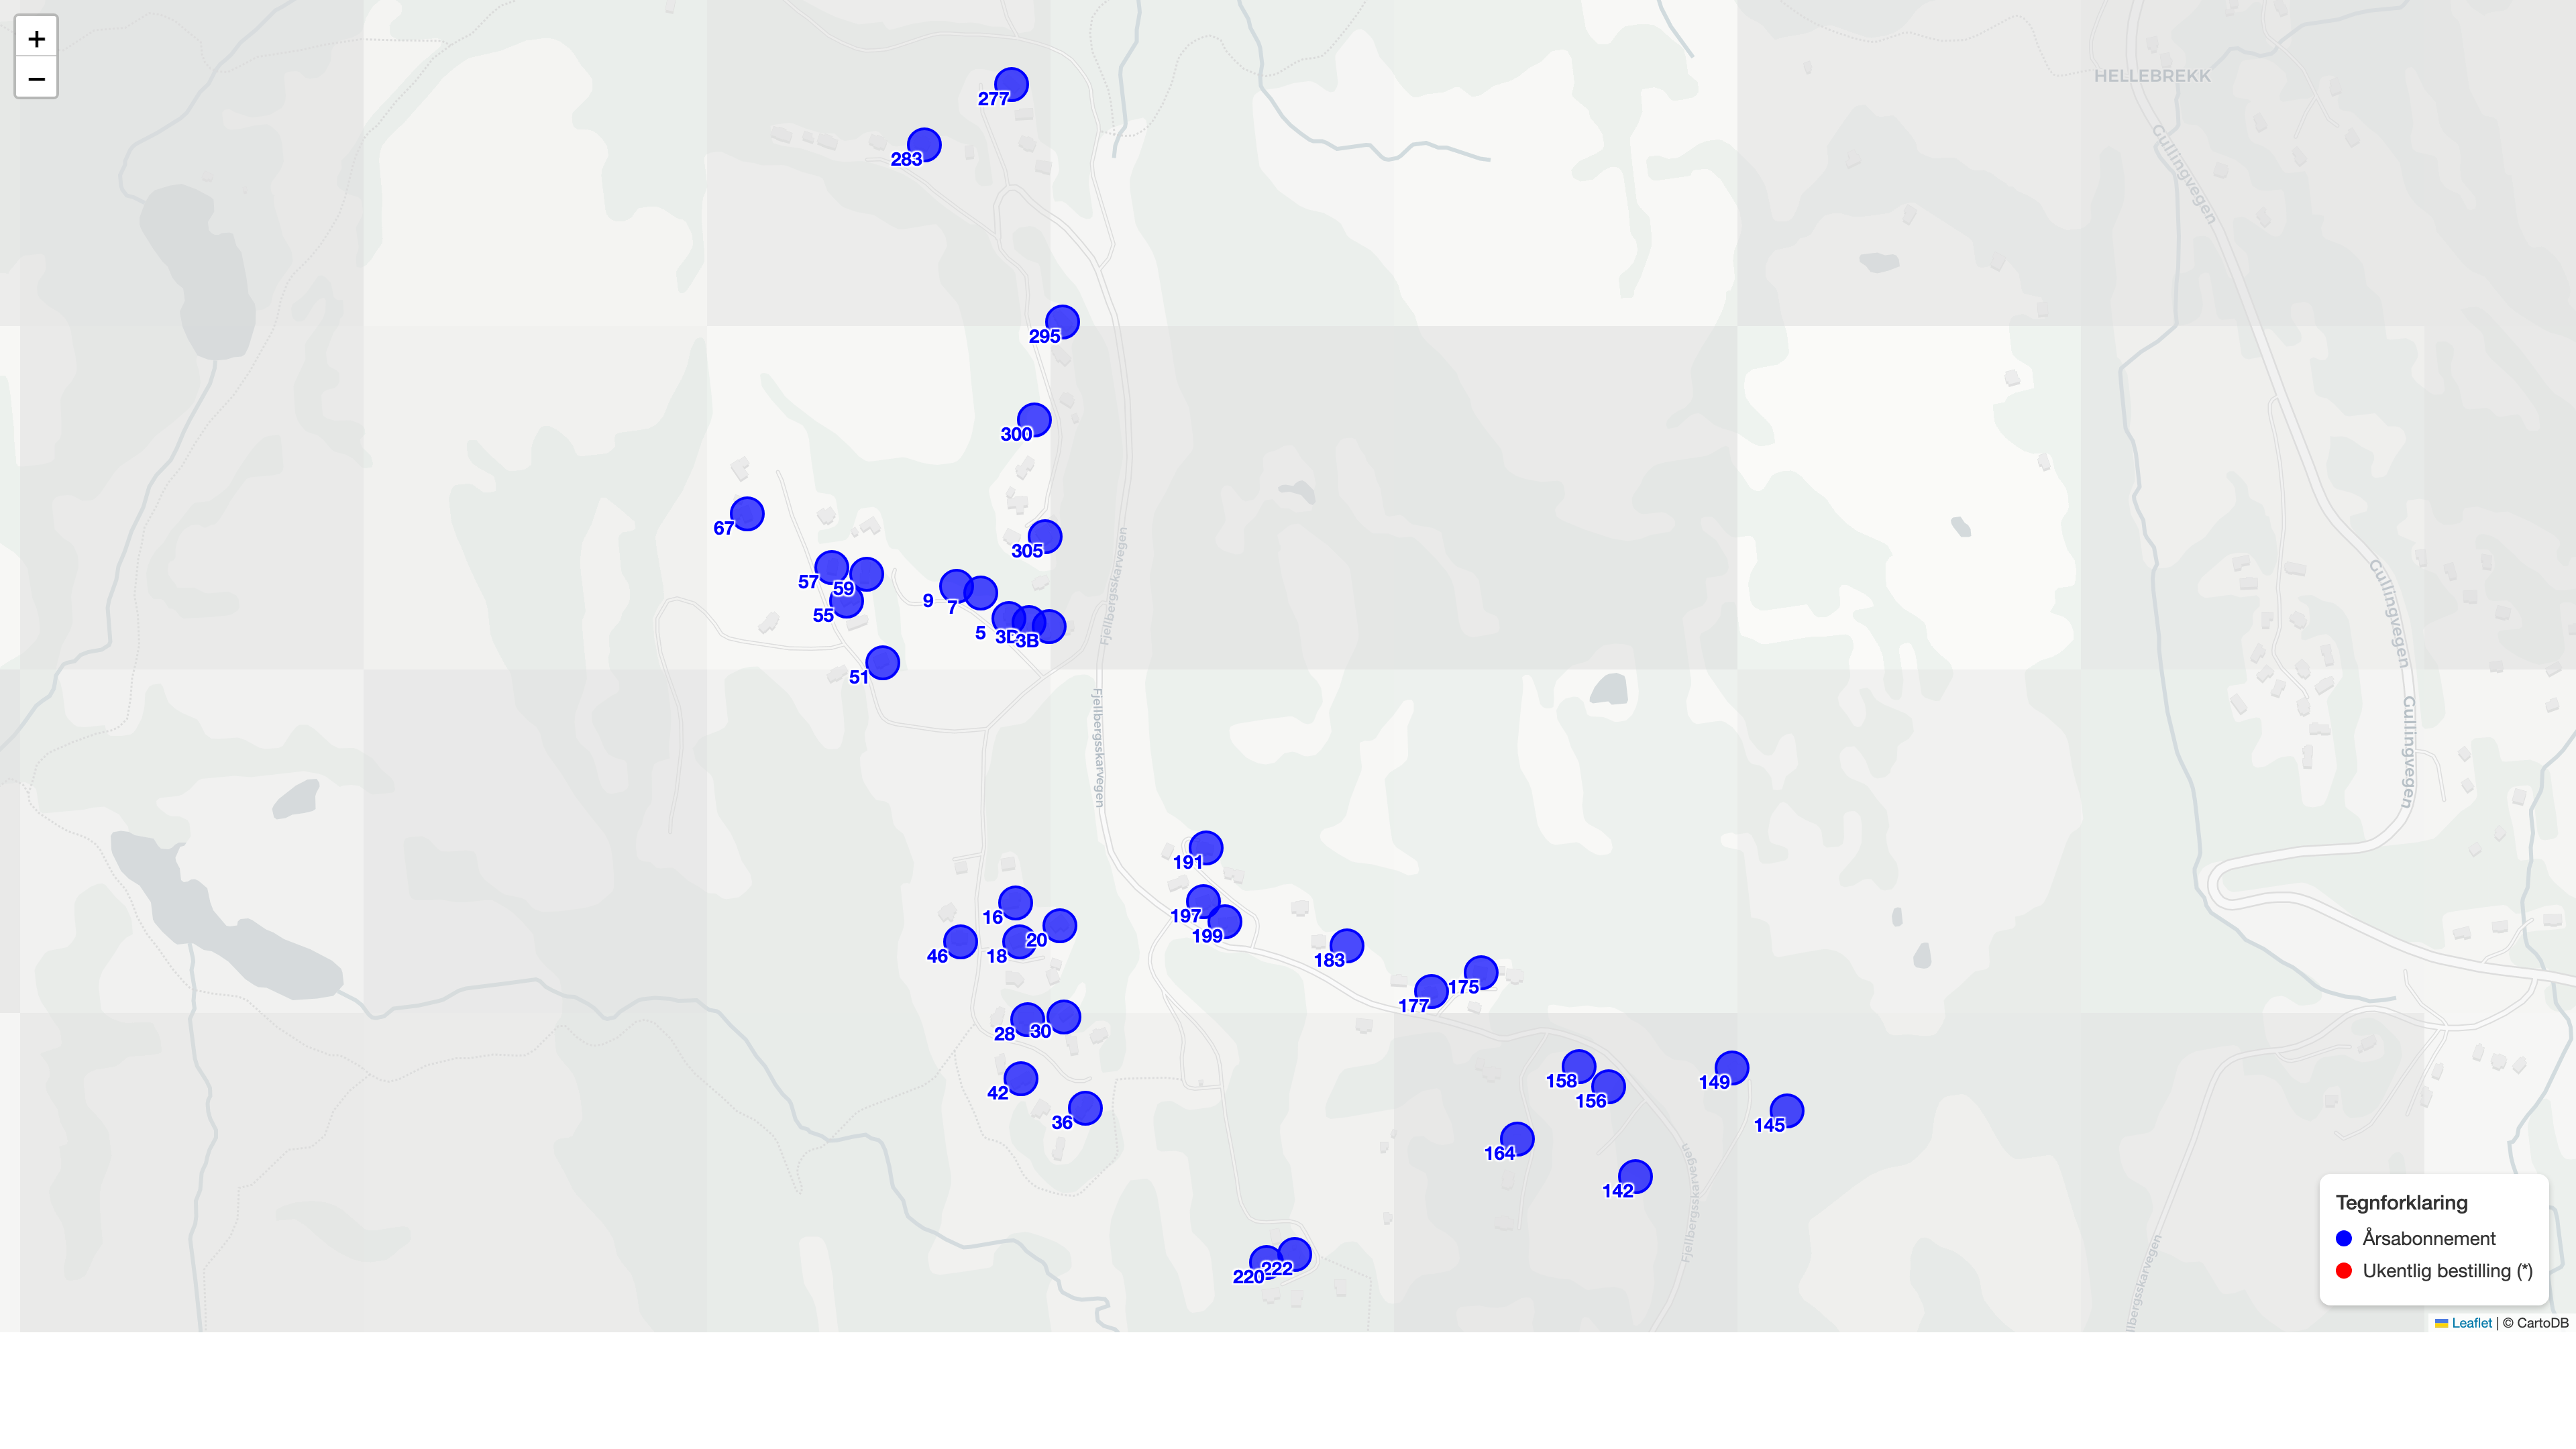 +
−
HELLEBREKK
277
Gullingvegen
283
295
300
67
Fjellbergsskarvegen
305
57
59
9
7
55
5
3D
3B
51
Gullingvegen
Fjellbergsskarvegen
Gullingvegen
191
16
197
20
199
46
18
183
175
177
28
30
158
149
42
156
36
145
164
Fjellbergsskarvegen
142
220
222
Tegnforklaring
Årsabonnement
Ukentlig bestilling (*)
Leaflet | © CartoDB